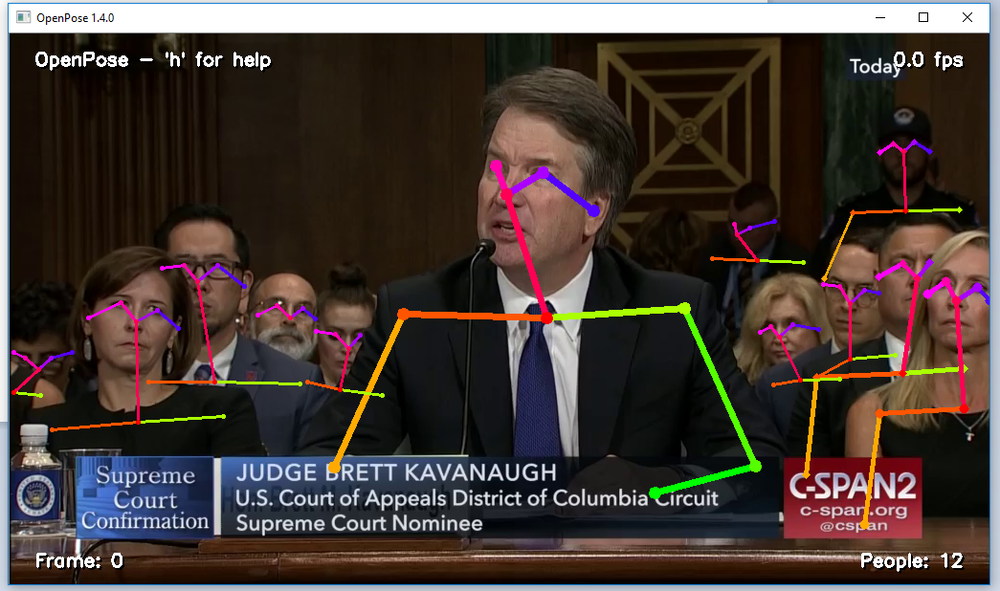 OpenPose 1.4.0
OpenPose - 'h' for help
0.0 fps
Today
Supreme
Court
Confirmation
JUDGE BRETT KAVANAUGH
U.S. Court of Appeals District of Columbia Circuit
Supreme Court Nominee
C-SPAN2
c-span.org
@cspan
Frame: 0
People: 12